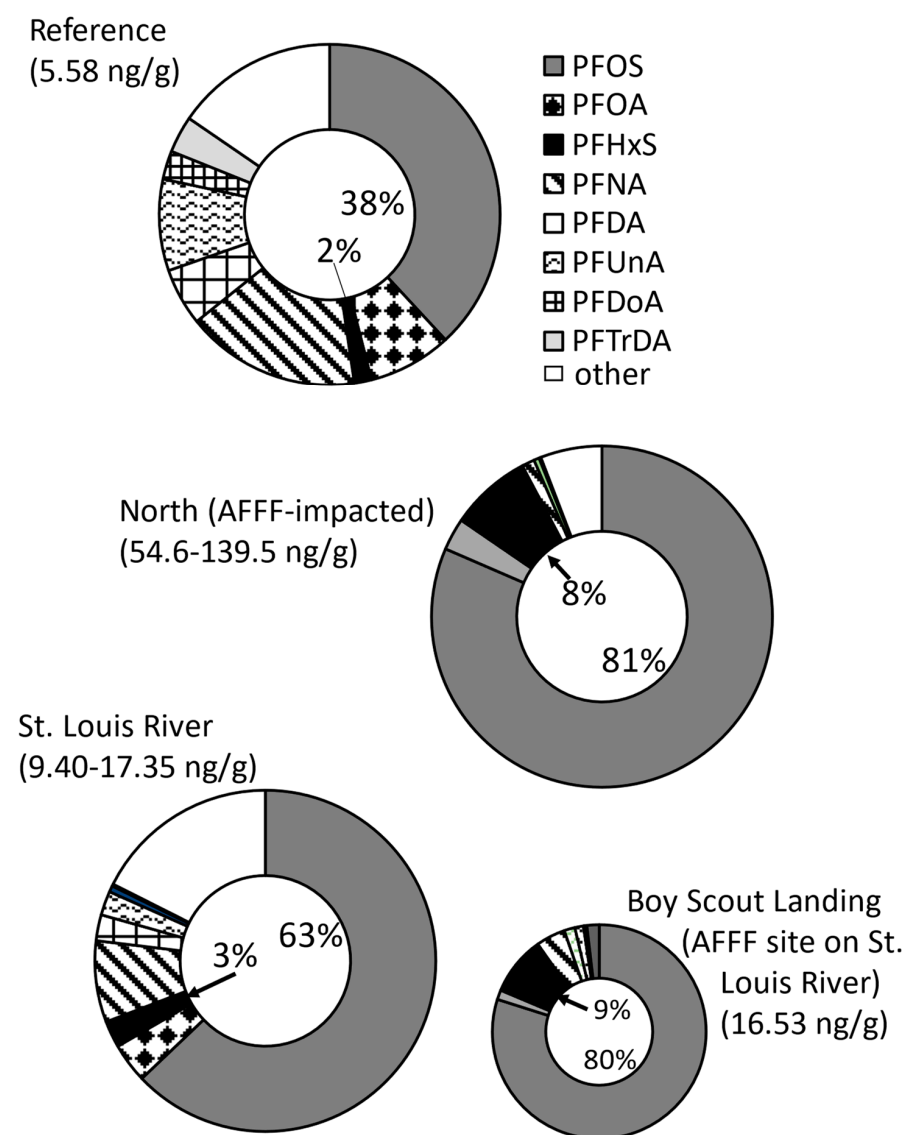 Reference
(5.58 ng/g)
38%
2%
PFOS
PFOA
PFHxS
PFNA
PFDA
PFUnA
PFDoA
PFTrDA
other
North (AFFF-impacted)
(54.6-139.5 ng/g)
8%
81%
St. Louis River
(9.40-17.35 ng/g)
63%
3%
Boy Scout Landing
(AFFF site on St.
Louis River)
(16.53 ng/g)
9%
80%